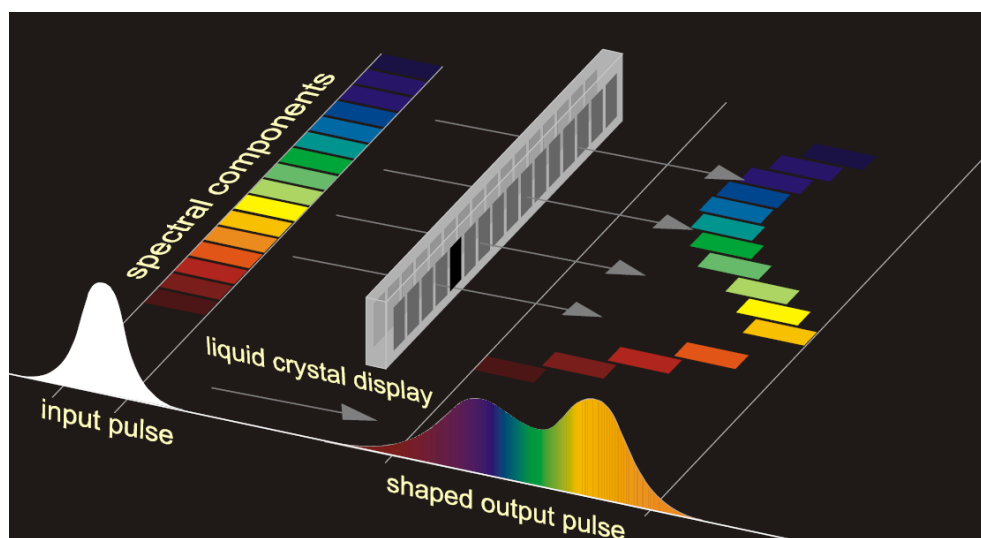 spectral components
liquid crystal display
input pulse
shaped output pulse